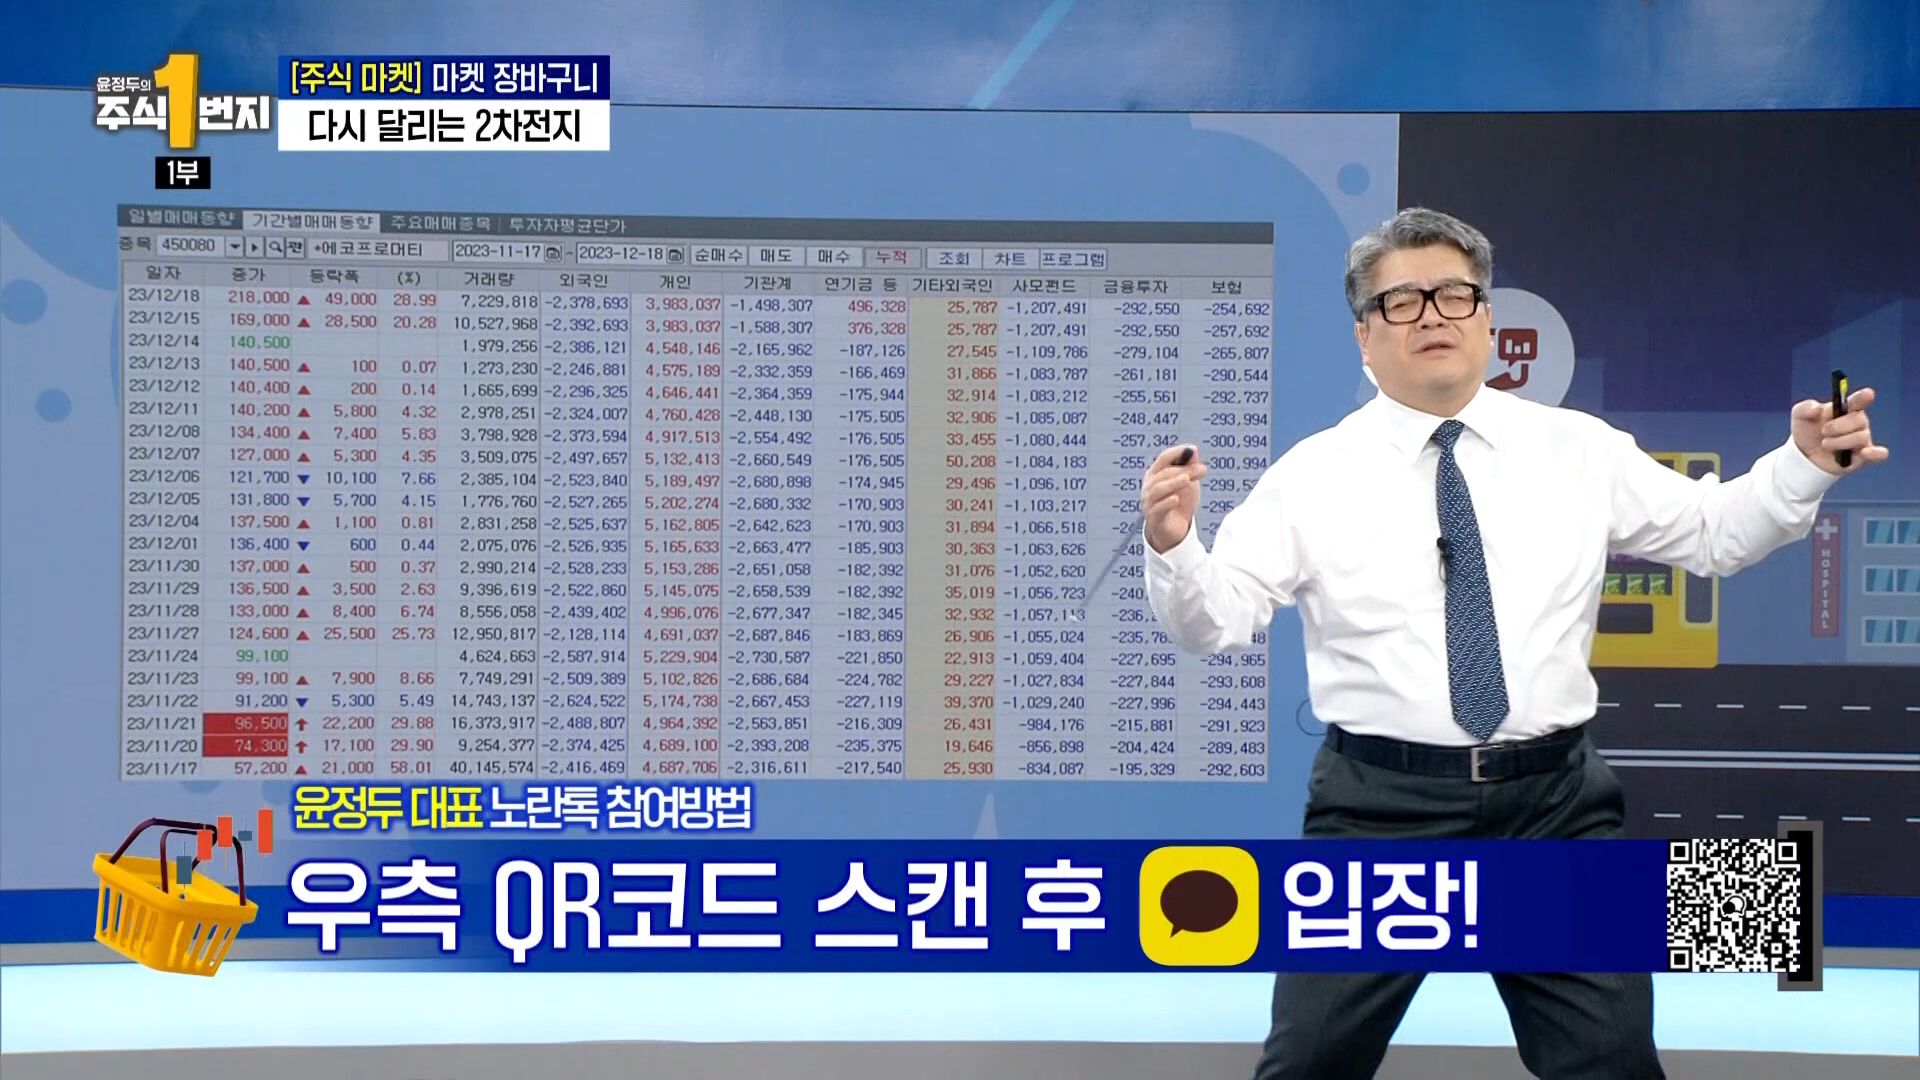 윤정두의
주식1번지
1부
[주식 마켓] 마켓 장바구니
다시 달리는 2차전지
일별매매동향 기간별매매동향 주요매매종목 투자자평균단가
종목 450080 +에코프로머티 2023-11-17 ~ 2023-12-18 순매수 매도 매수 누적 조회 차트 프로그램
일자 종가 등락폭 (%) 거래량 외국인 개인 기관계 연기금 등 기타외국인 사모펀드 금융투자 보험
23/12/18 218,000 ▲ 49,000 28.99 7,229,818 -2,378,693 3,983,037 -1,498,307 496,328 25,787 -1,207,491 -292,550 -254,692
23/12/15 169,000 ▲ 28,500 20.28 10,527,968 -2,392,693 3,983,037 -1,588,307 376,328 25,787 -1,207,491 -292,550 -257,692
23/12/14 140,500 1,979,256 -2,386,121 4,548,146 -2,165,962 -187,126 27,545 -1,109,786 -279,104 -265,807
23/12/13 140,500 ▲ 100 0.07 1,273,230 -2,246,881 4,575,189 -2,332,359 -166,469 31,866 -1,083,787 -261,181 -290,544
23/12/12 140,400 ▲ 200 0.14 1,665,699 -2,296,325 4,646,441 -2,364,359 -175,944 32,914 -1,083,212 -255,561 -292,737
23/12/11 140,200 ▲ 5,800 4.32 2,978,251 -2,324,007 4,760,428 -2,448,130 -175,505 32,906 -1,085,087 -248,447 -293,994
23/12/08 134,400 ▲ 7,400 5.83 3,798,928 -2,373,594 4,917,513 -2,554,492 -176,505 33,455 -1,080,444 -257,342 -300,994
23/12/07 127,000 ▲ 5,300 4.35 3,509,075 -2,497,657 5,132,413 -2,660,549 -176,505 50,208 -1,084,183 -300,994
23/12/06 121,700 ▼ 10,100 7.66 2,385,104 -2,523,840 5,189,497 -2,680,898 -174,945 29,496 -1,096,107
23/12/05 131,800 ▼ 5,700 4.15 1,776,760 -2,527,265 5,202,274 -2,680,332 -170,903 30,241 -1,103,217
23/12/04 137,500 ▲ 1,100 0.81 2,831,258 -2,525,637 5,162,805 -2,642,623 -170,903 31,894 -1,066,518
23/12/01 136,400 ▼ 600 0.44 2,075,076 -2,526,935 5,165,633 -2,663,477 -185,903 30,363 -1,063,626
23/11/30 137,000 ▲ 500 0.37 2,990,214 -2,528,233 5,153,286 -2,651,058 -182,392 31,076 -1,052,620
23/11/29 136,500 ▲ 3,500 2.63 9,396,619 -2,522,860 5,145,075 -2,658,539 -182,392 35,019 -1,056,723
23/11/28 133,000 ▲ 8,400 6.74 8,556,058 -2,439,402 4,996,076 -2,677,347 -182,345 32,932 -1,057,113
23/11/27 124,600 ▲ 25,500 25.73 12,950,817 -2,128,114 4,691,037 -2,687,846 -183,869 26,906 -1,055,024
23/11/24 99,100 4,624,663 -2,587,914 5,229,904 -2,730,587 -221,850 22,913 -1,059,404 -227,695 -294,965
23/11/23 99,100 ▲ 7,900 8.66 7,749,291 -2,509,389 5,102,826 -2,686,684 -224,782 29,227 -1,027,834 -227,844 -293,608
23/11/22 91,200 ▼ 5,300 5.49 14,743,137 -2,624,522 5,174,738 -2,667,453 -227,119 39,370 -1,029,240 -227,996 -294,443
23/11/21 96,500 ↑ 22,200 29.88 16,373,917 -2,488,807 4,964,392 -2,563,851 -216,309 26,431 -984,176 -215,881 -291,923
23/11/20 74,300 ↑ 17,100 29.90 9,254,377 -2,374,425 4,689,100 -2,393,208 -235,375 19,646 -856,898 -204,424 -289,483
23/11/17 57,200 ▲ 21,000 58.01 40,145,574 -2,416,469 4,687,706 -2,316,611 -217,540 25,930 -834,087 -195,329 -292,603
HOSPITAL
윤정두 대표 노란톡 참여방법
우측 QR코드 스캔 후 입장!